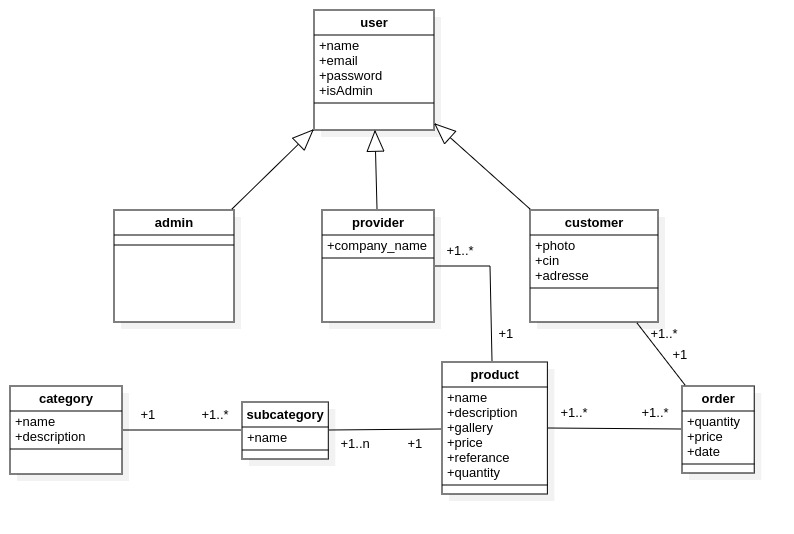 user
+name
+email
+password
+isAdmin
admin
provider
+company_name
customer
+photo
+cin
+adresse
+1..*
+1
+1..*
+1
category
+name
+description
+1
+1..*
subcategory
+name
+1..n
+1
product
+name
+description
+gallery
+price
+referance
+quantity
+1..*
+1..*
order
+quantity
+price
+date